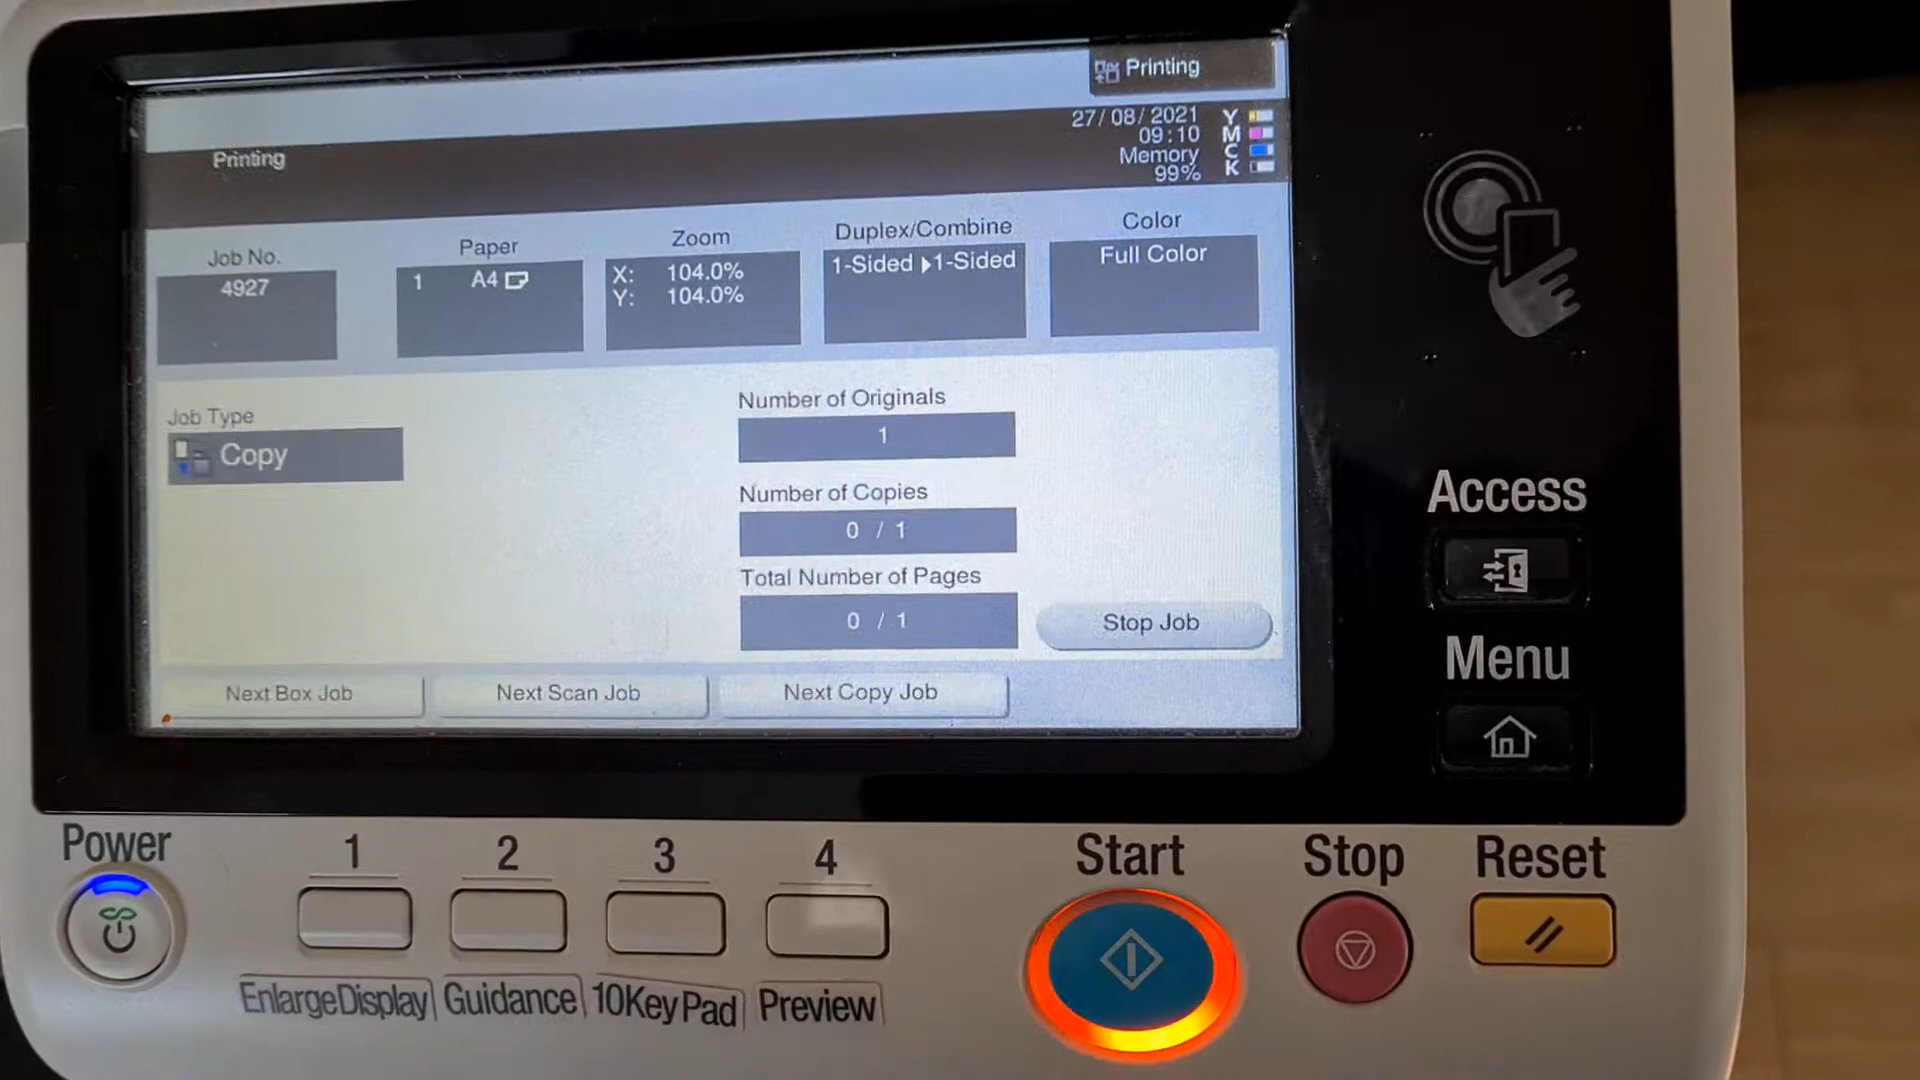 Printing
Printing
27/08/2021
09:10
Memory
99%
Y
M
C
K
Job No.
4927
Paper
1 A4
Zoom
X: 104.0%
Y: 104.0%
Duplex/Combine
1-Sided ▸1-Sided
Color
Full Color
Job Type
Copy
Number of Originals
1
Number of Copies
0 / 1
Total Number of Pages
0 / 1
Stop Job
Next Box Job
Next Scan Job
Next Copy Job
Access
Menu
Power
1
2
3
4
Start
Stop
Reset
Enlarge Display
Guidance
10 Key Pad
Preview